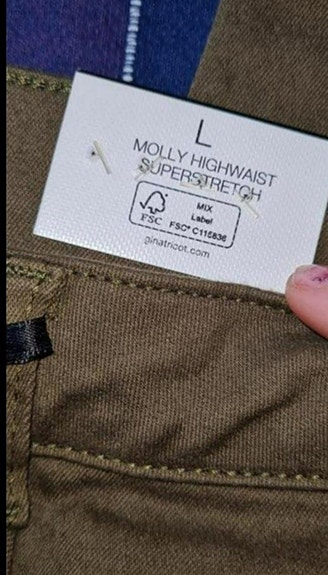 L
MOLLY HIGHWAIST
SUPERSTRETCH
FSC
MIX
Label
FSC® C115836
ginatricot.com